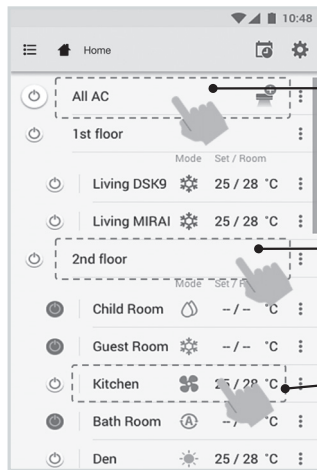 10:48
Home
All AC
1st floor
Mode Set / Room
Living DSK9 25 / 28 °C
Living MIRAI 25 / 28 °C
2nd floor
Mode
Child Room -- / -- °C
Guest Room -- / -- °C
Kitchen 25 / 28 °C
Bath Room A °C
Den 25 / 28 °C